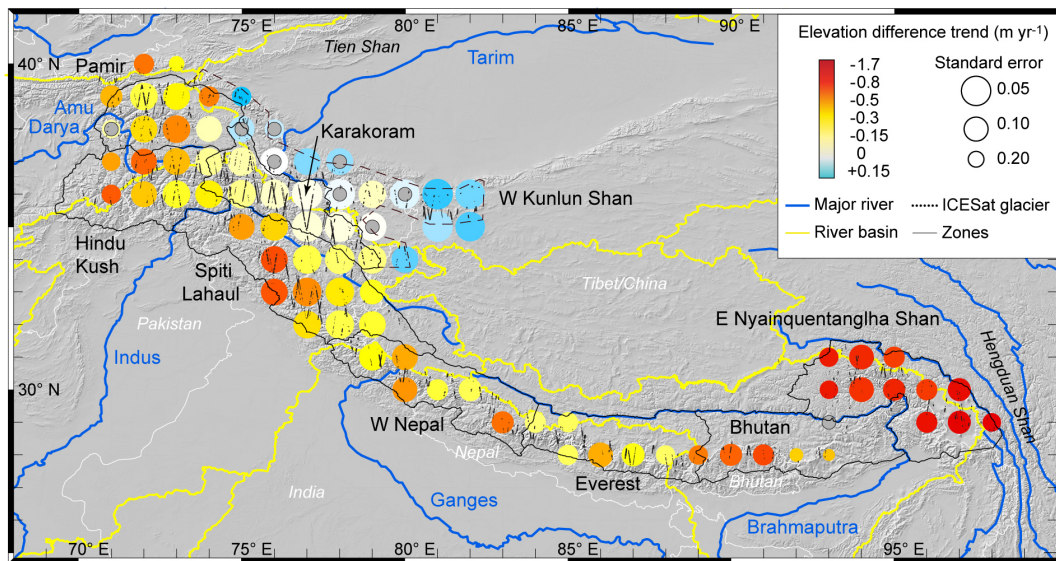 75° E
80° E
85° E
90° E
95° E
Elevation difference trend (m yr⁻¹)
-1.7
-0.8
-0.5
-0.3
-0.15
0
+0.15
Standard error
0.05
0.10
0.20
Major river
ICESat glacier
River basin
Zones
Tien Shan
Tarim
40° N
Pamir
Amu
Darya
Karakoram
W Kunlun Shan
Hindu
Kush
Spiti
Lahaul
Tibet/China
Pakistan
E Nyainquentanglha Shan
Hengduan Shan
Indus
30° N
W Nepal
Nepal
Bhutan
Everest
Bhutan
India
Ganges
Brahmaputra
70° E
75° E
80° E
85° E
90° E
95° E